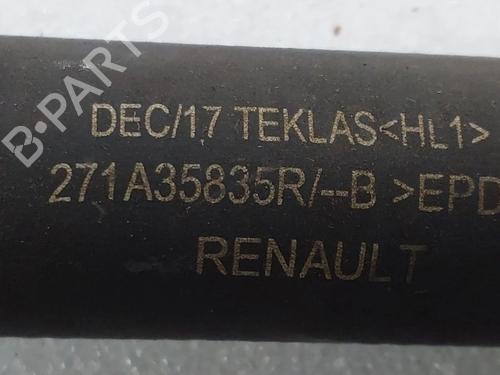 B-PARTS
DEC/17 TEKLAS<HL1>
271A35835R/--B >EPD
RENAULT